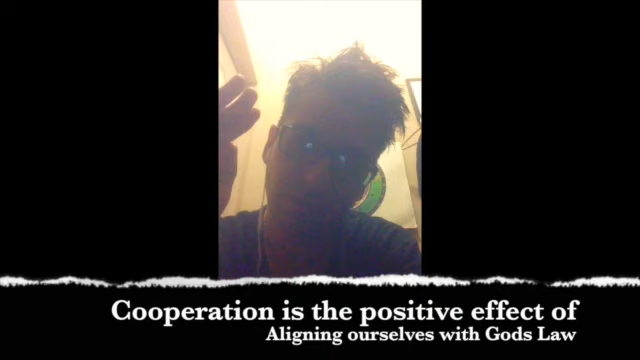 Cooperation is the positive effect of
Aligning ourselves with Gods Law